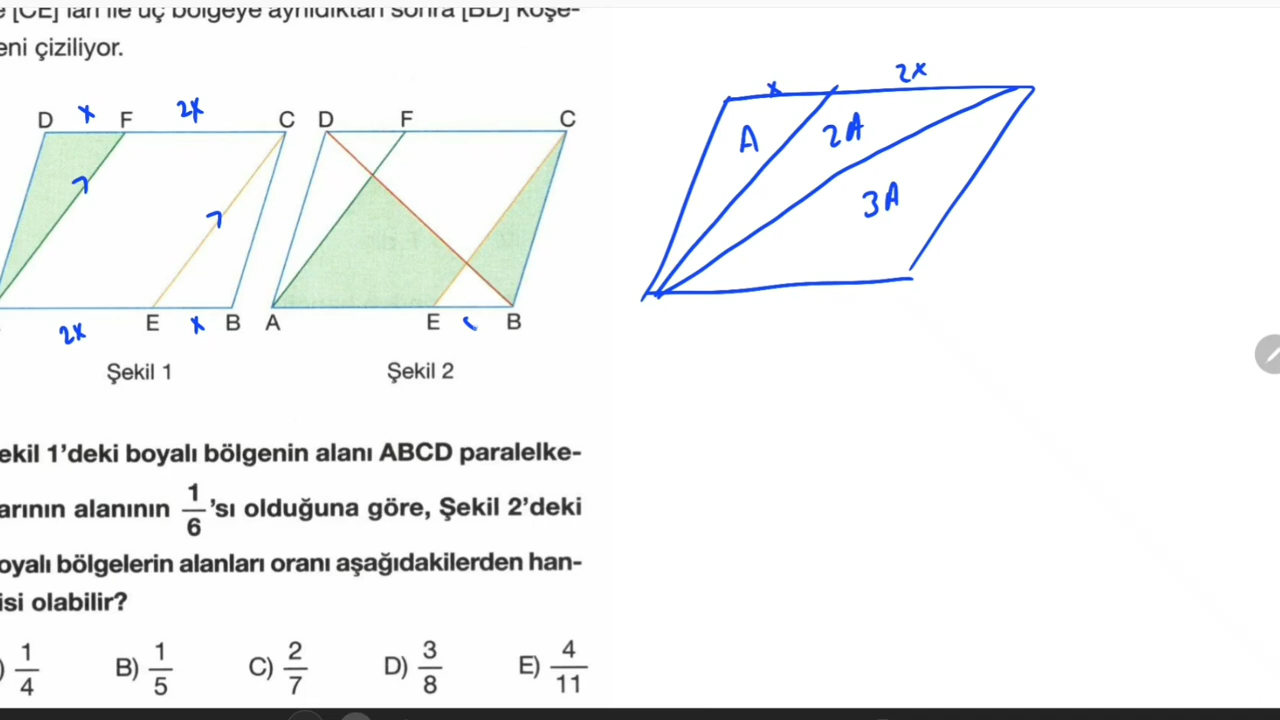 [CE] ları ile üç bölgeye ayrıldıktan sonra [BD] köşe-
eni çiziliyor.
x 2x
D F C D F C
x 2x
A 2A
3A
2x E x B A E B
Şekil 1 Şekil 2
ekil 1'deki boyalı bölgenin alanı ABCD paralelke-
arının alanının 1/6 'sı olduğuna göre, Şekil 2'deki
oyalı bölgelerin alanları oranı aşağıdakilerden han-
isi olabilir?
) 1/4 B) 1/5 C) 2/7 D) 3/8 E) 4/11